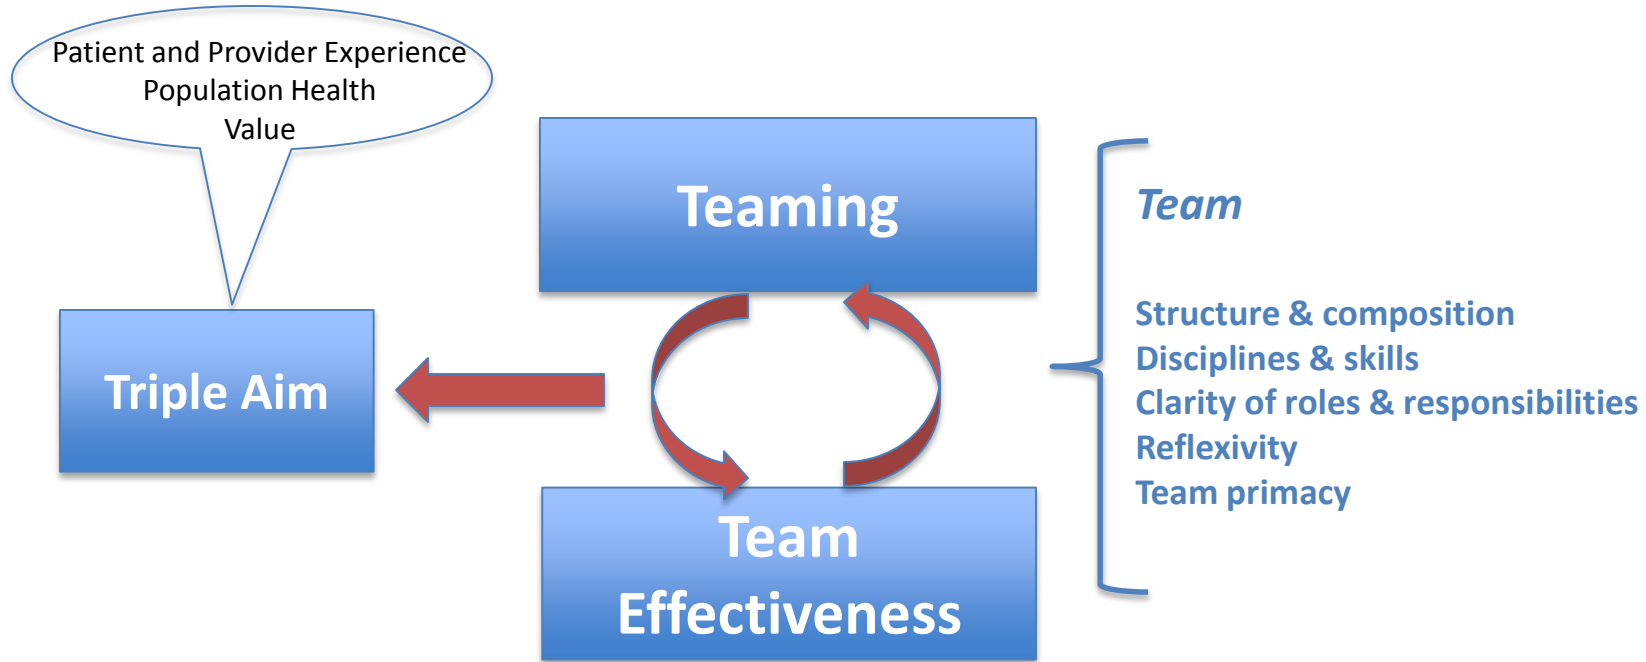 Patient and Provider Experience
Population Health
Value
Teaming
Triple Aim
Team
Effectiveness
Team
Structure & composition
Disciplines & skills
Clarity of roles & responsibilities
Reflexivity
Team primacy